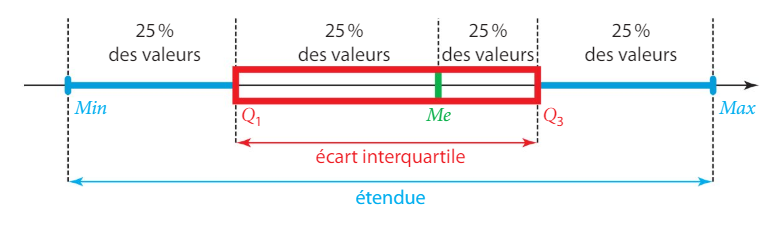 25 % 25 % 25 % 25 %
des valeurs des valeurs des valeurs des valeurs
Min Q1 Me Q3 Max
écart interquartile
étendue